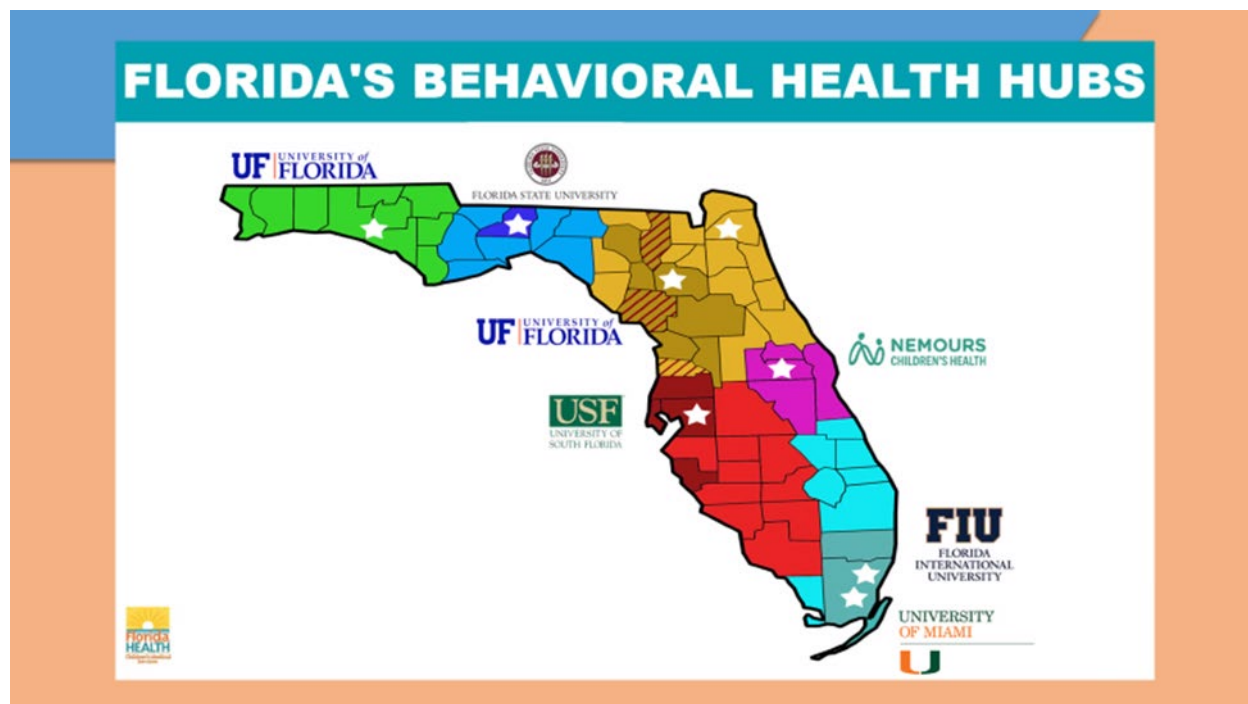 FLORIDA'S BEHAVIORAL HEALTH HUBS
UF UNIVERSITY of
FLORIDA
FLORIDA STATE UNIVERSITY
UF UNIVERSITY of
FLORIDA
NEMOURS
CHILDREN'S HEALTH
USF
UNIVERSITY OF
SOUTH FLORIDA
FIU
FLORIDA
INTERNATIONAL
UNIVERSITY
UNIVERSITY
OF MIAMI
U
Florida
HEALTH